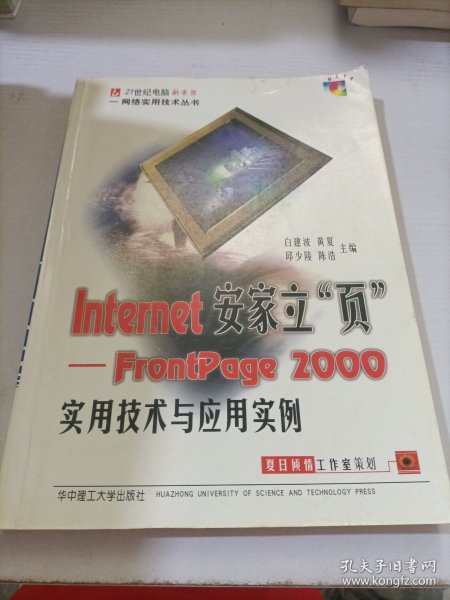 21世纪电脑新卖场
—网络实用技术丛书
白建波 黄夏
邱少陵 陈浩 主编
Internet 安家立“页”
— FrontPage 2000
实用技术与应用实例
夏日倾情工作室策划
华中理工大学出版社 HUAZHONG UNIVERSITY OF SCIENCE AND TECHNOLOGY PRESS
孔夫子旧书网
www.kongfz.com